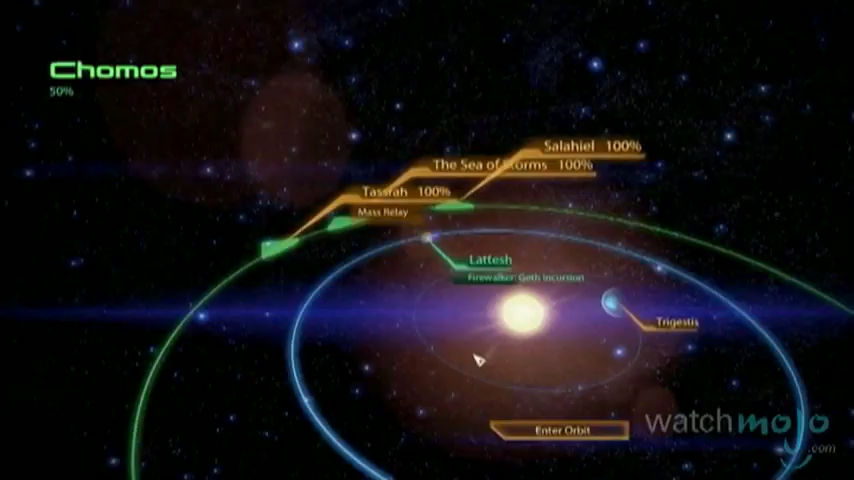 Chomos
50%
Salahiel 100%
The Sea of Storms 100%
Tassrah 100%
Mass Relay
Lattesh
Firewalker: Geth Incursion
Trigestis
Enter Orbit
watchmojo
.com